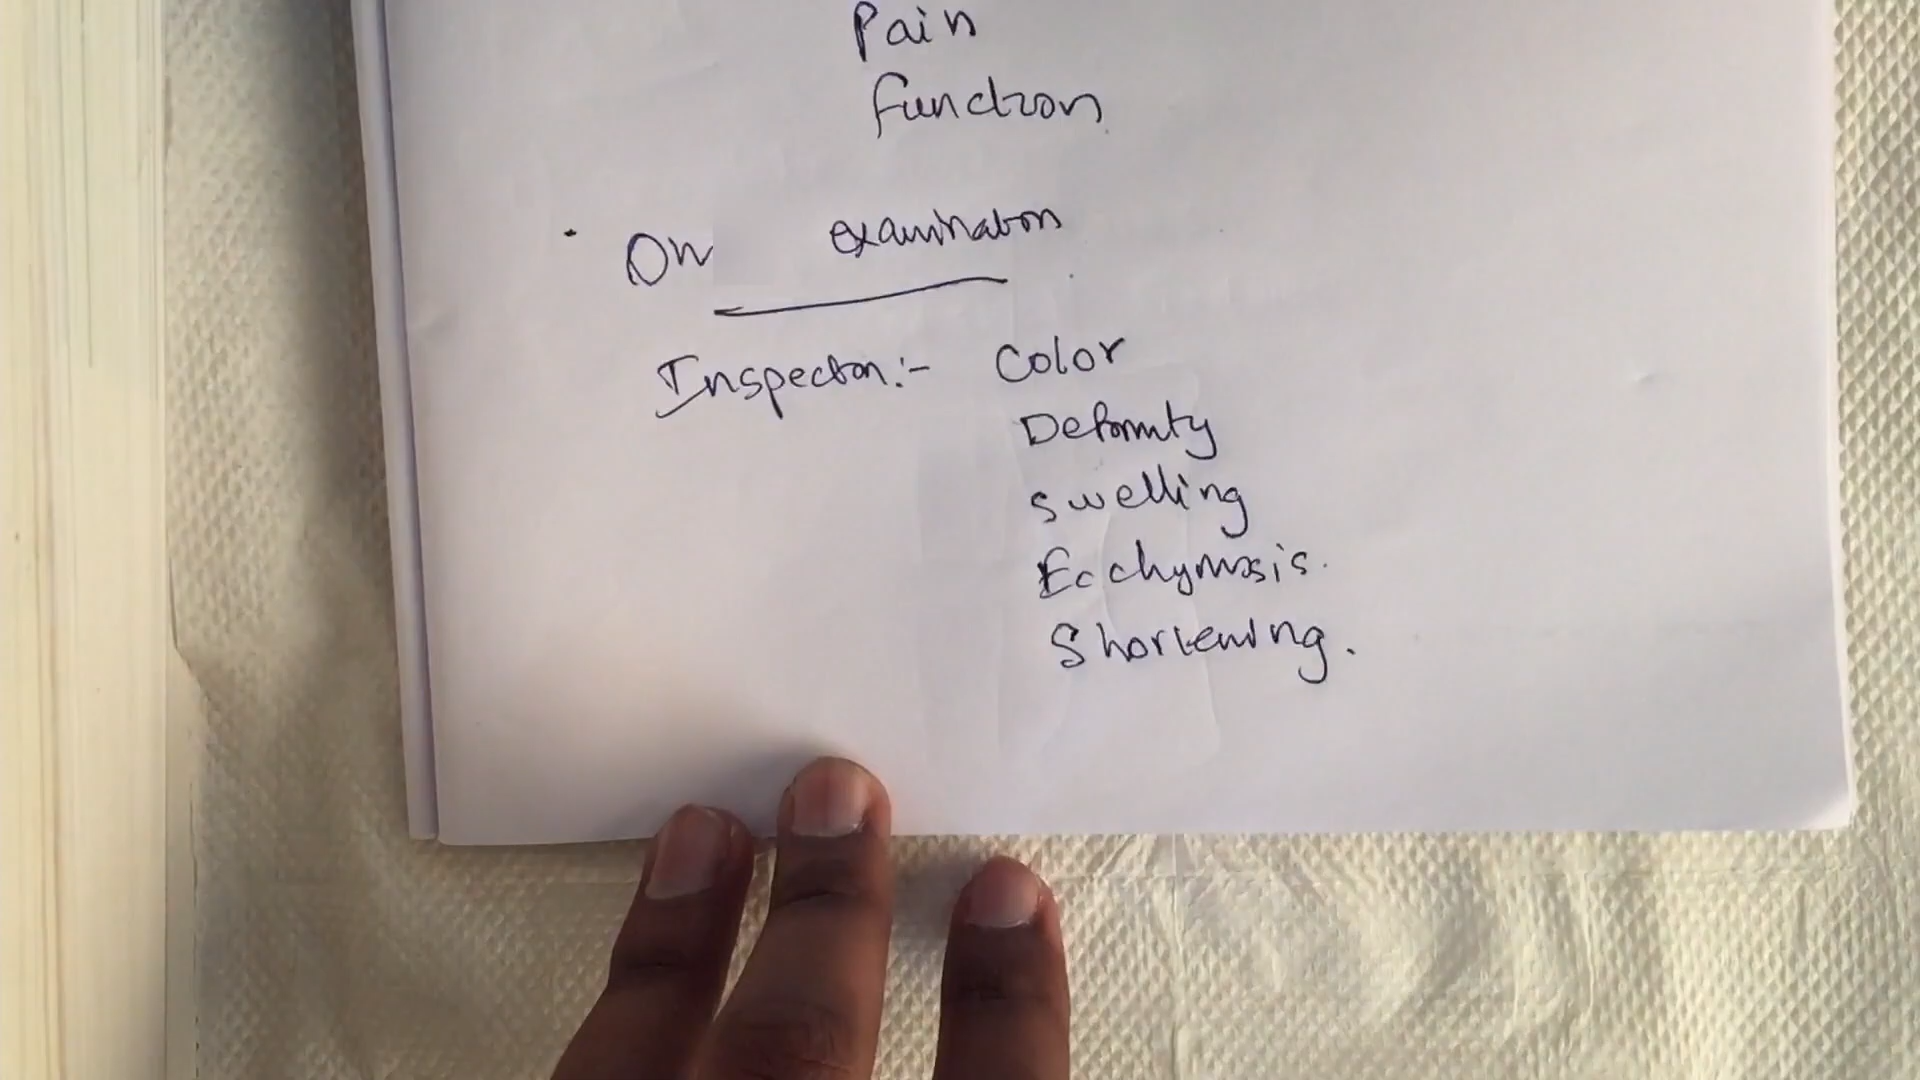 Pain
function
On examination
Inspection:- Color
Deformity
Swelling
Ecchymosis.
Shortening.